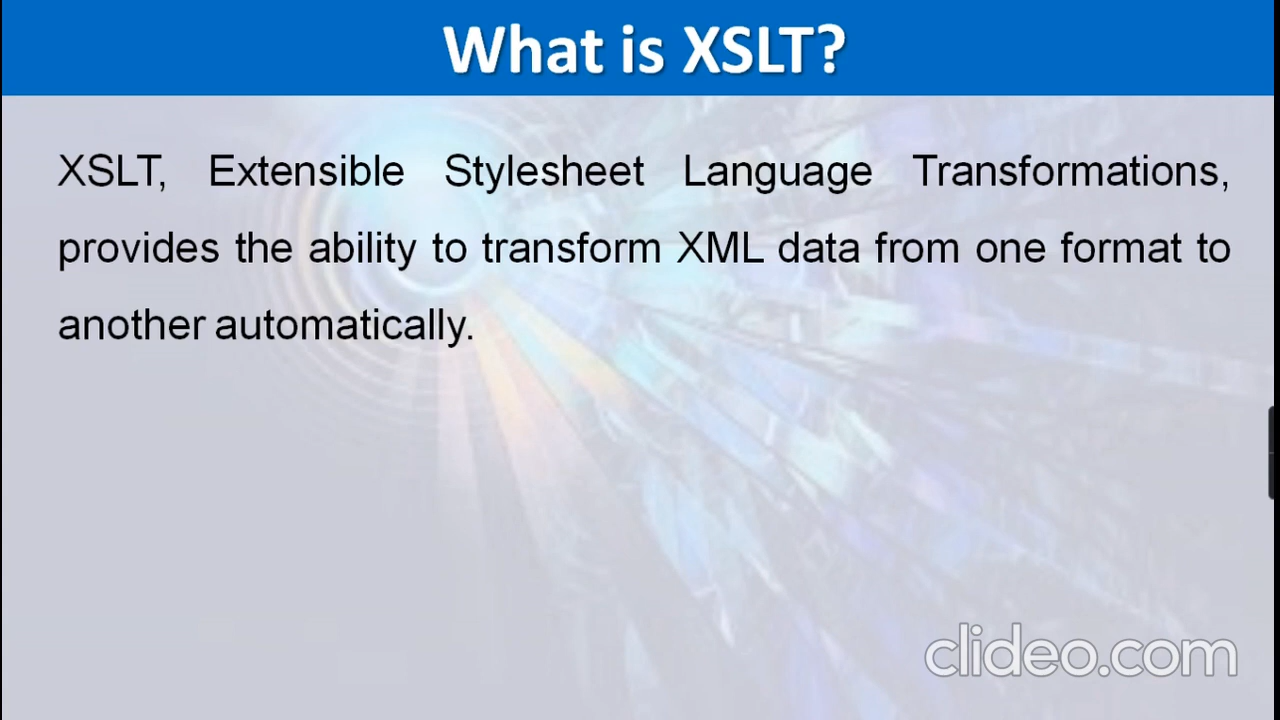 What is XSLT?
XSLT, Extensible Stylesheet Language Transformations,
provides the ability to transform XML data from one format to
another automatically.
clideo.com